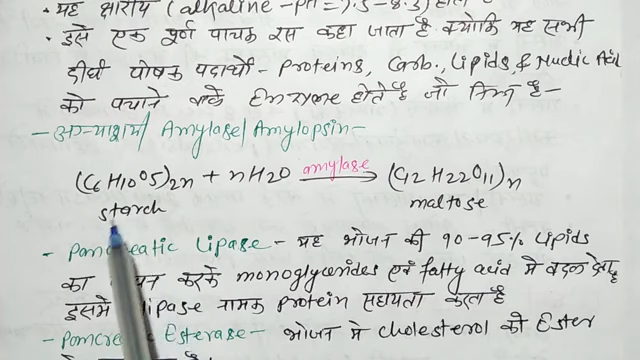 • यह क्षारीय (alkaline - pH = 7.5 - 8.3) होता
• इसे एक पूर्ण पाचक रस कहा जाता है क्योंकि यह सभी
दीर्घ पोषक पदार्थों - Proteins, Carb., Lipids, & Nucleic Acid
को पचाने वाले Enzyme होते है जो निम्न है -
- अग्न्याशयी Amylase/Amylopsin -
(C6H10O5)2n + nH2O amylase → (C12H22O11)n
starch maltose
- Pancreatic Lipase - यह भोजन की 90-95% Lipids
का करके monoglycerides एवं fatty acid मे बदल देता है
इसमे lipase नामक protein सहायता करता है
- Pancreatic Esterase - भोजन मे cholesterol की Ester